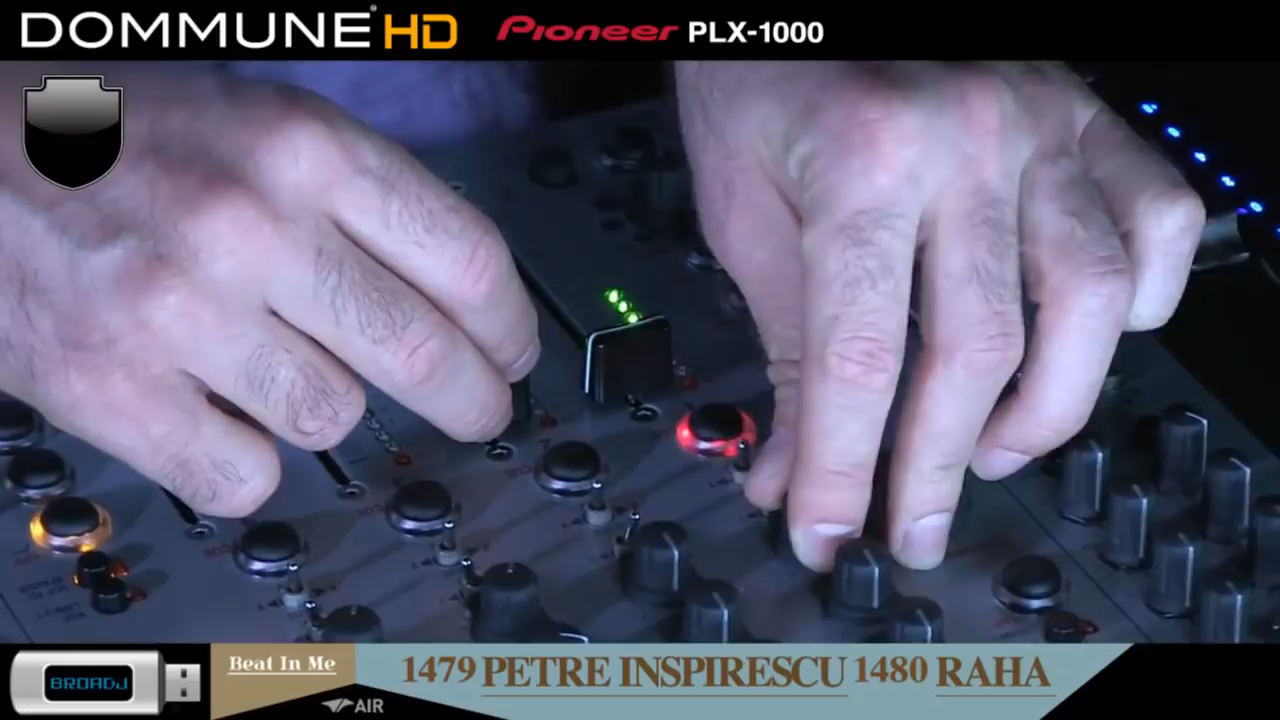 DOMMUNE HD Pioneer PLX-1000
BROADJ
Beat In Me
1479 PETRE INSPIRESCU 1480 RAHA
AIR